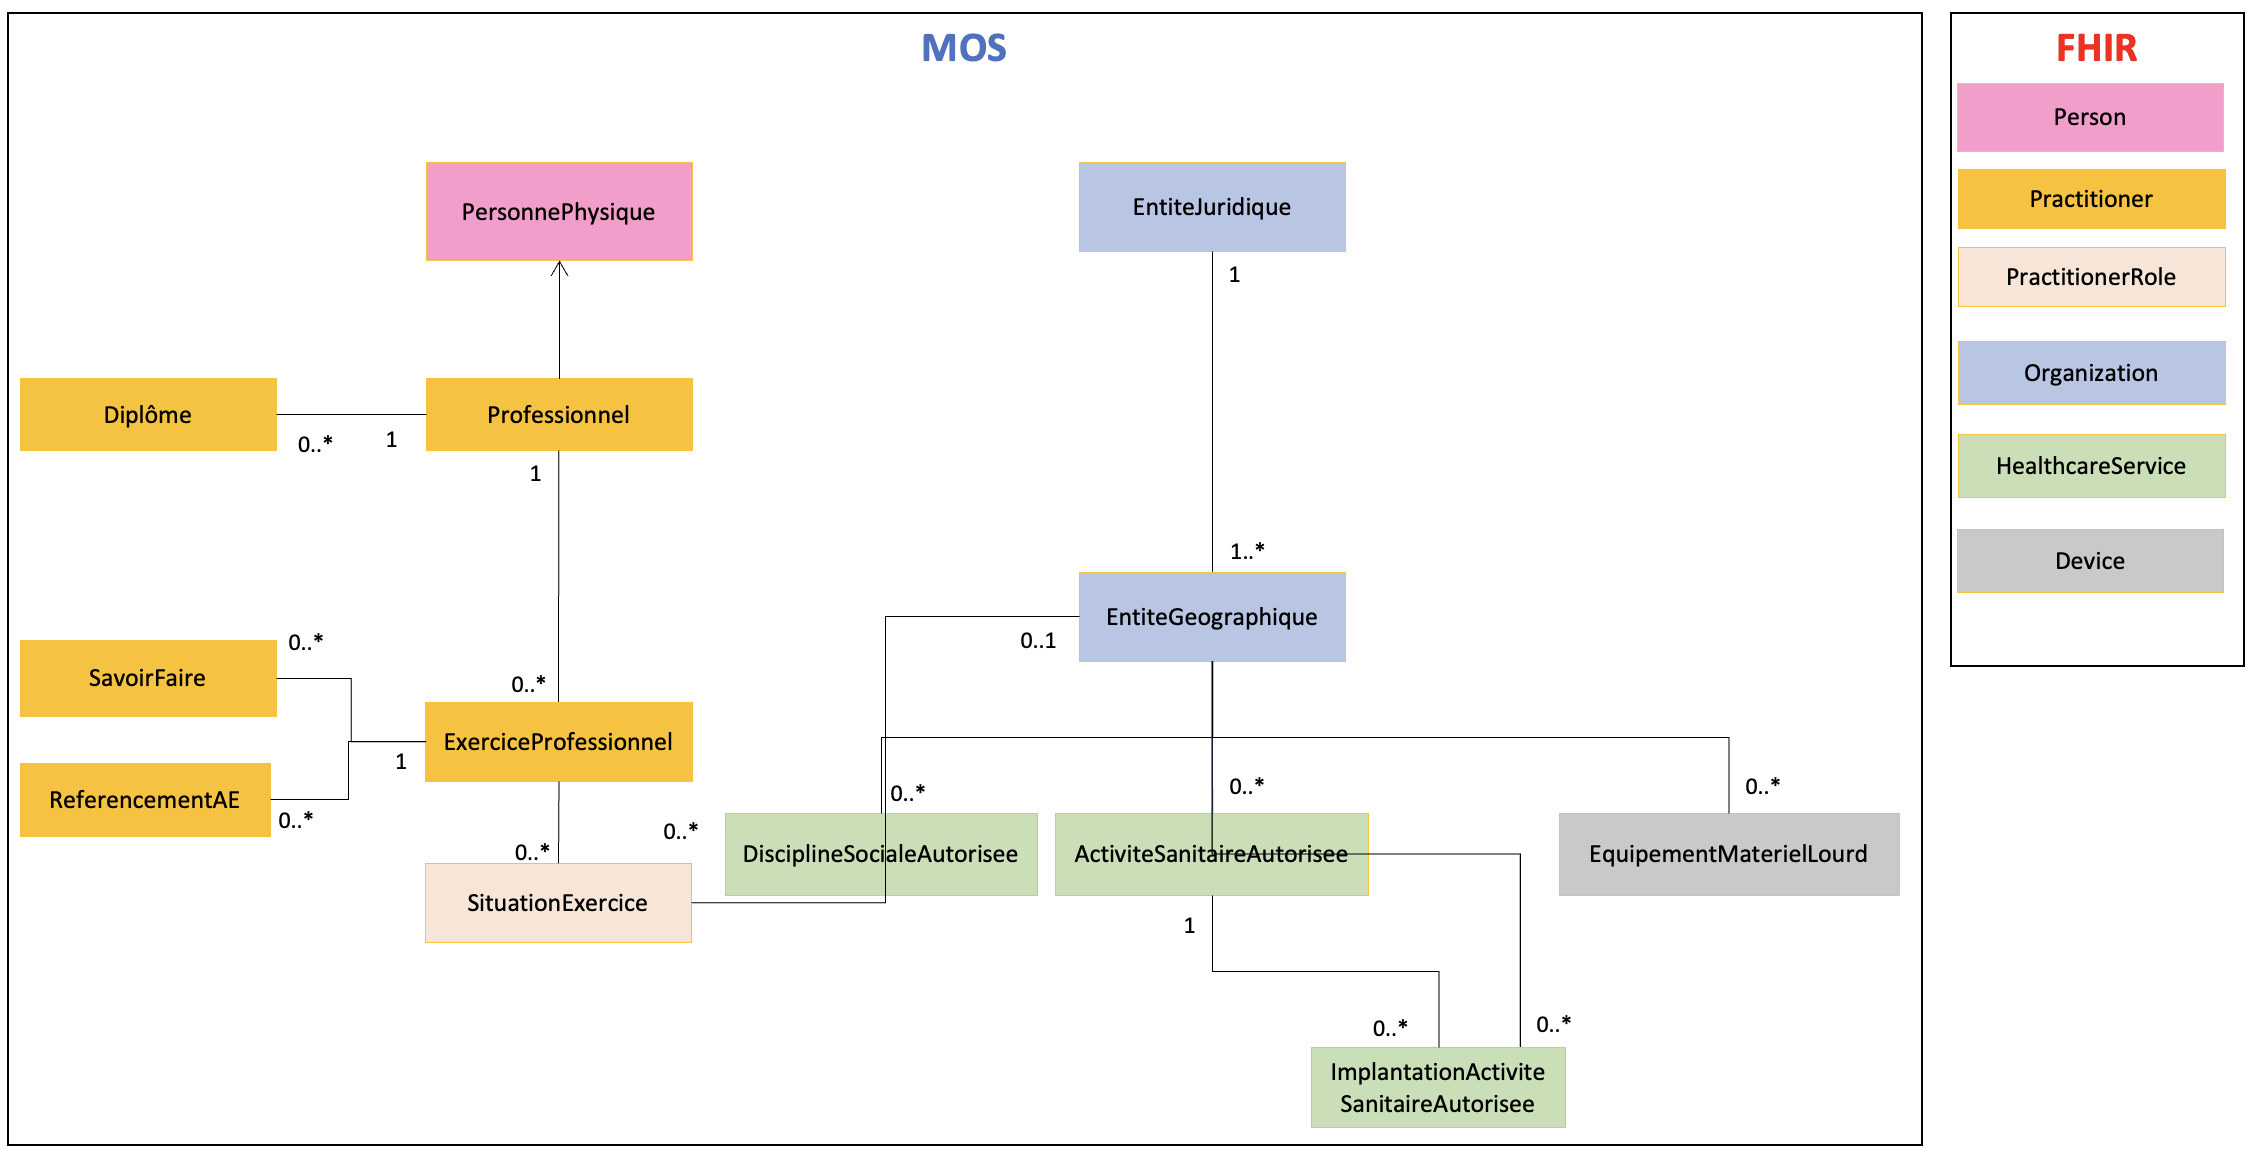 MOS
FHIR
Person
Practitioner
PractitionerRole
Organization
HealthcareService
Device
PersonnePhysique
EntiteJuridique
1
Diplôme
0..*
1
Professionnel
1
1..*
EntiteGeographique
0..1
0..*
SavoirFaire
0..*
ExerciceProfessionnel
1
ReferencementAE
0..*
0..*
0..*
SituationExercice
0..*
DisciplineSocialeAutorisee
0..*
ActiviteSanitaireAutorisee
0..*
EquipementMaterielLourd
1
0..*
0..*
ImplantationActivite
SanitaireAutorisee